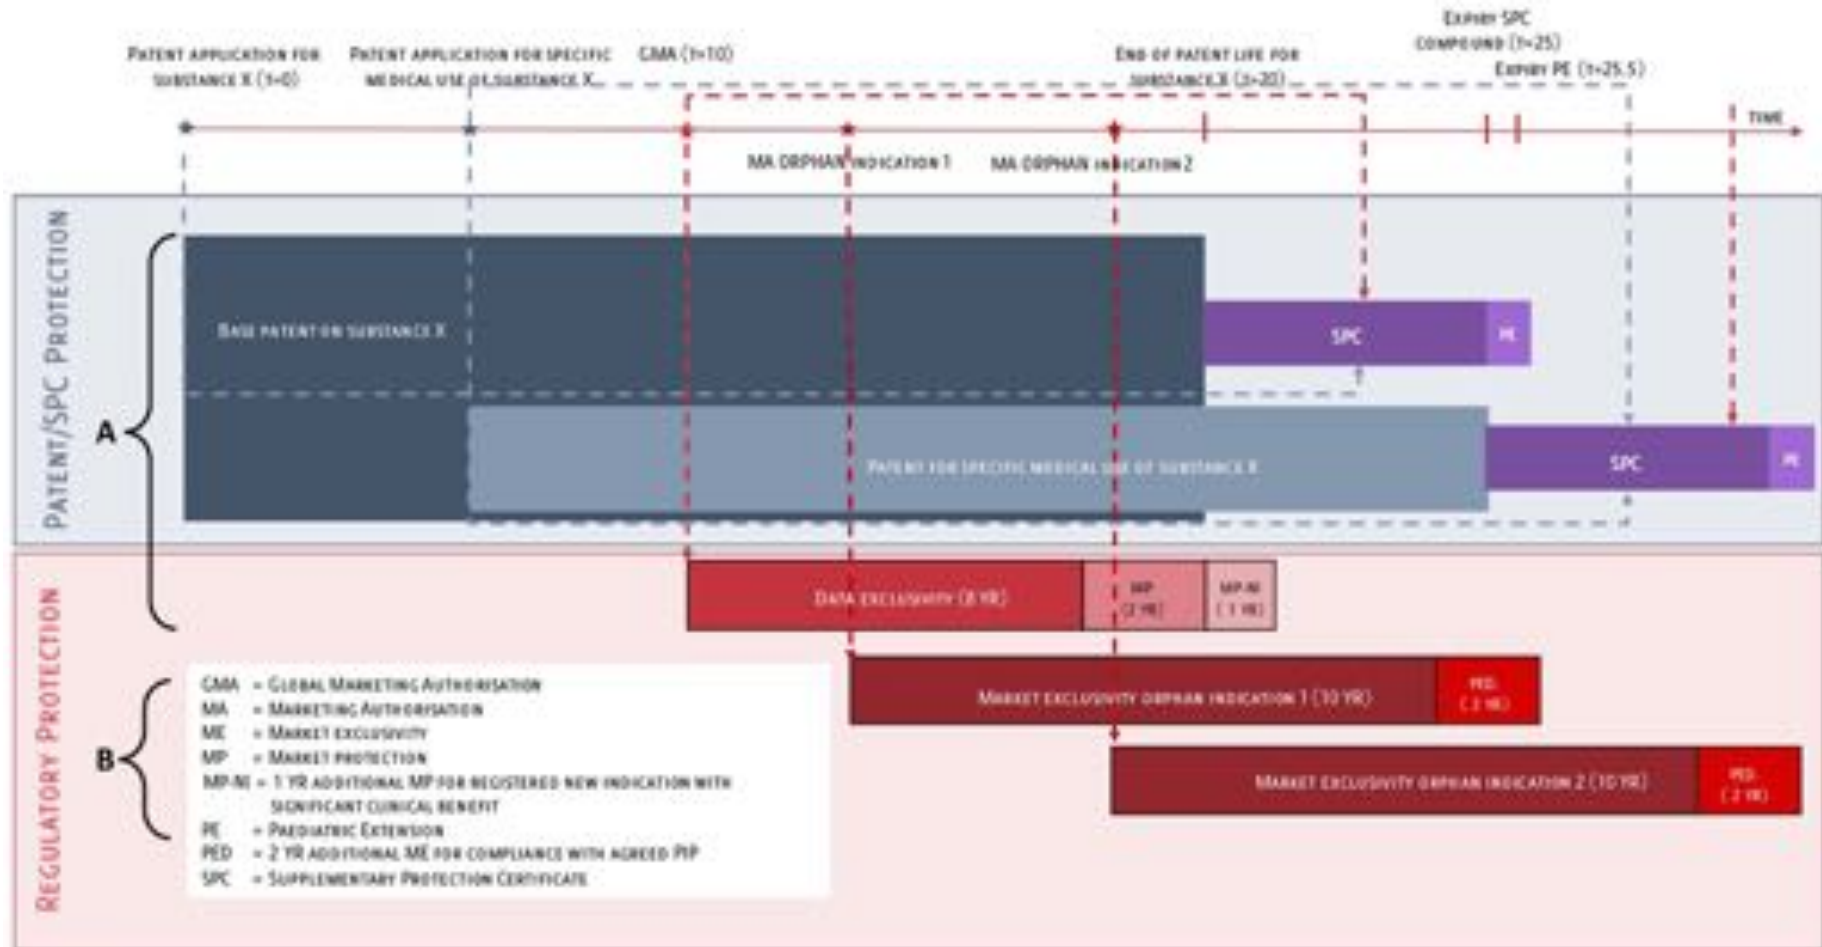 PATENT APPLICATION FOR
SUBSTANCE X (T=0)
PATENT APPLICATION FOR SPECIFIC
MEDICAL USE OF SUBSTANCE X
GMA (T=10)
END OF PATENT LIFE FOR
SUBSTANCE X (T=20)
EXPIRY SPC
COMPOUND (T=25)
EXPIRY PE (T=25.5)
TIME
MA ORPHAN INDICATION 1
MA ORPHAN INDICATION 2
PATENT/SPC PROTECTION
A
BASE PATENT ON SUBSTANCE X
SPC
PE
PATENT FOR SPECIFIC MEDICAL USE OF SUBSTANCE X
SPC
PE
REGULATORY PROTECTION
DATA EXCLUSIVITY (8 YR)
MP
(2 YR)
MP-NI
( 1 YR)
MARKET EXCLUSIVITY ORPHAN INDICATION 1 (10 YR)
PED
( 2 YR)
MARKET EXCLUSIVITY ORPHAN INDICATION 2 (10 YR)
PED
( 2 YR)
B
GMA = GLOBAL MARKETING AUTHORISATION
MA = MARKETING AUTHORISATION
ME = MARKET EXCLUSIVITY
MP = MARKET PROTECTION
MP-NI = 1 YR ADDITIONAL MP FOR REGISTERED NEW INDICATION WITH
SIGNIFICANT CLINICAL BENEFIT
PE = PAEDIATRIC EXTENSION
PED = 2 YR ADDITIONAL ME FOR COMPLIANCE WITH AGREED PIP
SPC = SUPPLEMENTARY PROTECTION CERTIFICATE